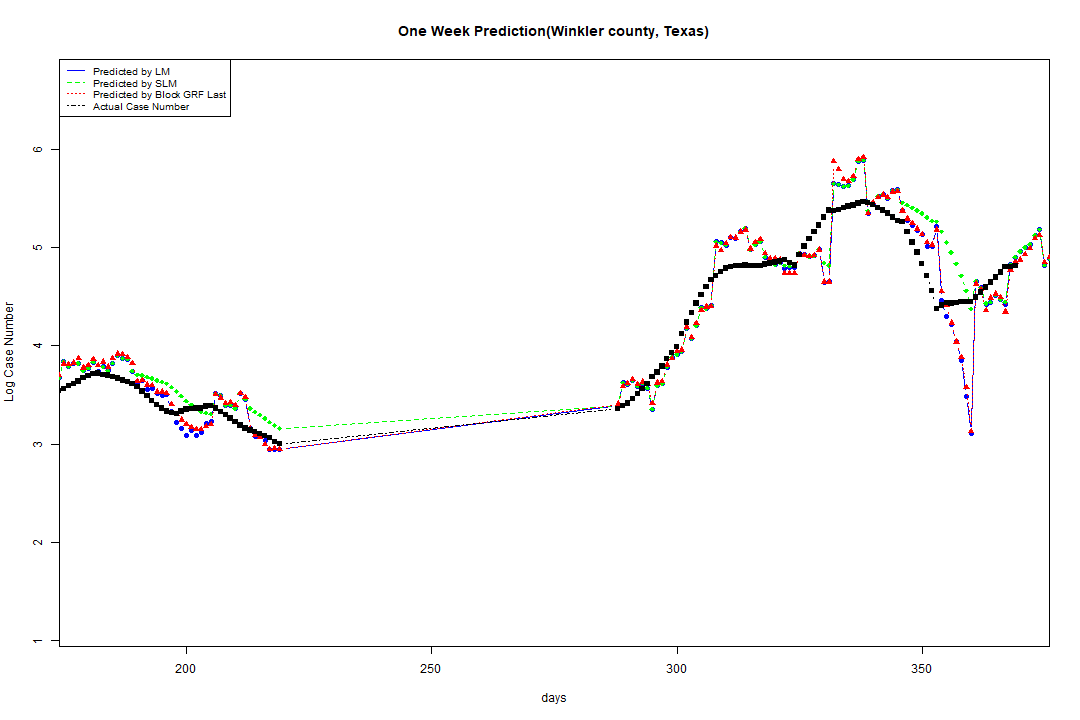 One Week Prediction(Winkler county, Texas)
Predicted by LM
Predicted by SLM
Predicted by Block GRF Last
Actual Case Number
Log Case Number
6
5
4
3
2
1
200
250
300
350
days